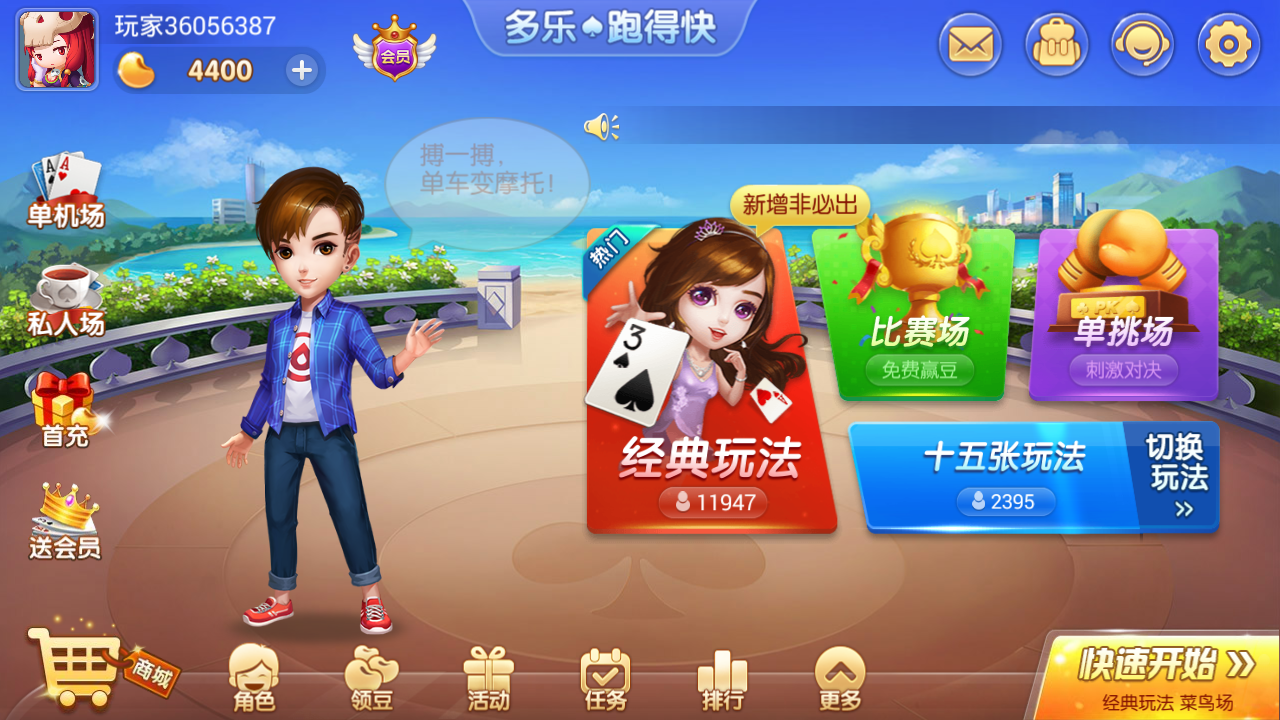 玩家36056387
4400
会员
多乐♠跑得快
搏一搏，
单车变摩托！
单机场
私人场
首充
送会员
新增非必出
热门
3
经典玩法
11947
比赛场
免费赢豆
PK
单挑场
刺激对决
十五张玩法
2395
切换
玩法
商城
角色
领豆
活动
任务
排行
更多
快速开始
经典玩法 菜鸟场